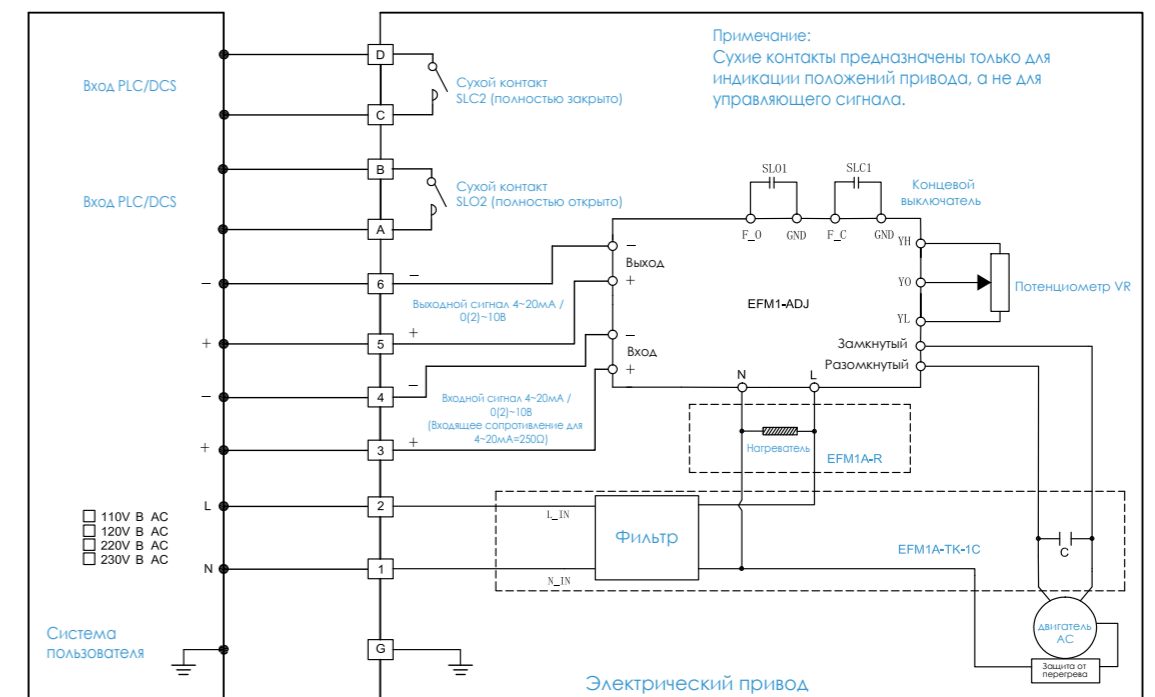 Примечание:
Сухие контакты предназначены только для
индикации положений привода, а не для
управляющего сигнала.
D
Вход PLC/DCS
Сухой контакт
SLC2 (полностью закрыто)
C
B
Вход PLC/DCS
Сухой контакт
SLO2 (полностью открыто)
A
SLO1
SLC1
Концевой
выключатель
F_O
GND
F_C
GND
YH
YO
YL
Потенциометр VR
−
Выход
+
EFM1-ADJ
−
Вход
+
Замкнутый
Разомкнутый
N
L
−
6
−
Выходной сигнал 4~20мА /
0(2)~10В
+
5
+
−
4
−
Входной сигнал 4~20мА /
0(2)~10В
(Входящее сопротивление для
4~20мА=250Ω)
+
3
+
Нагреватель
EFM1A-R
L
2
L_IN
Фильтр
EFM1A-TK-1C
C
110V В AC
120V В AC
220V В AC
230V В AC
N
1
N_IN
двигатель
AC
Защита от
перегрева
Система
пользователя
G
Электрический привод